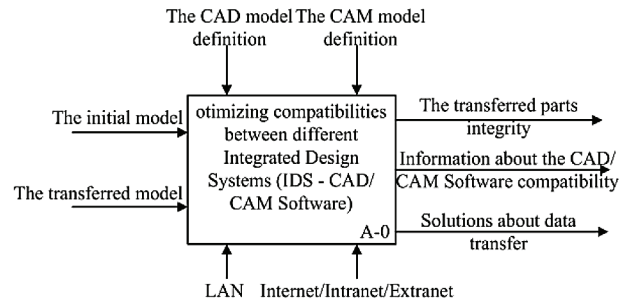 The CAD model
definition
The CAM model
definition
The initial model
The transferred model
otimizing compatibilities
between different
Integrated Design
Systems (IDS - CAD/
CAM Software)
A-0
The transferred parts
integrity
Information about the CAD/
CAM Software compatibility
Solutions about data
transfer
LAN
Internet/Intranet/Extranet